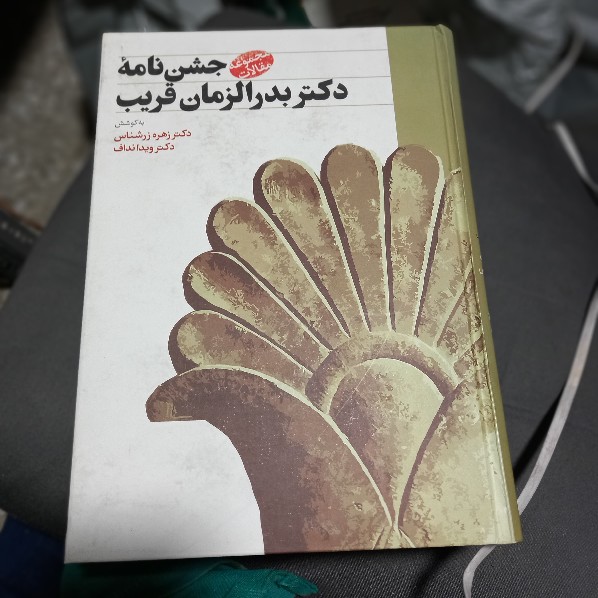 مجموعه
مقالات
جشن‌نامهٔ
دکتر بدرالزمان قریب
به کوشش
دکتر زهره زرشناس
دکتر ویدا نداف